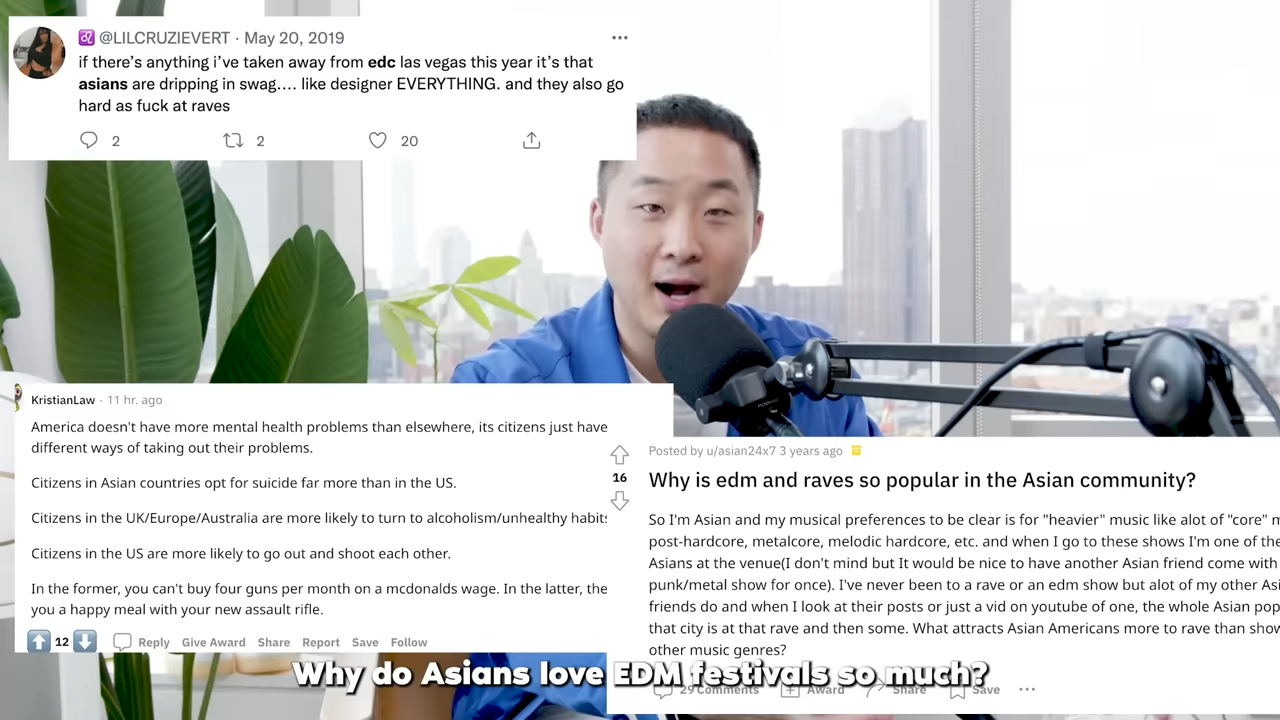 @LILCRUZIEVERT · May 20, 2019
if there's anything i've taken away from edc las vegas this year it's that
asians are dripping in swag.... like designer EVERYTHING. and they also go
hard as fuck at raves
2 2 20
KristianLaw · 11 hr. ago
America doesn't have more mental health problems than elsewhere, its citizens just have
different ways of taking out their problems.
Citizens in Asian countries opt for suicide far more than in the US.
Citizens in the UK/Europe/Australia are more likely to turn to alcoholism/unhealthy habits
Citizens in the US are more likely to go out and shoot each other.
In the former, you can't buy four guns per month on a mcdonalds wage. In the latter, the
you a happy meal with your new assault rifle.
12 Reply Give Award Share Report Save Follow
16
Posted by u/asian24x7 3 years ago
Why is edm and raves so popular in the Asian community?
So I'm Asian and my musical preferences to be clear is for "heavier" music like alot of "core" m
post-hardcore, metalcore, melodic hardcore, etc. and when I go to these shows I'm one of the
Asians at the venue(I don't mind but It would be nice to have another Asian friend come with
punk/metal show for once). I've never been to a rave or an edm show but alot of my other Asi
friends do and when I look at their posts or just a vid on youtube of one, the whole Asian pop
that city is at that rave and then some. What attracts Asian Americans more to rave than show
other music genres?
29 Comments Award Share Save
Why do Asians love EDM festivals so much?